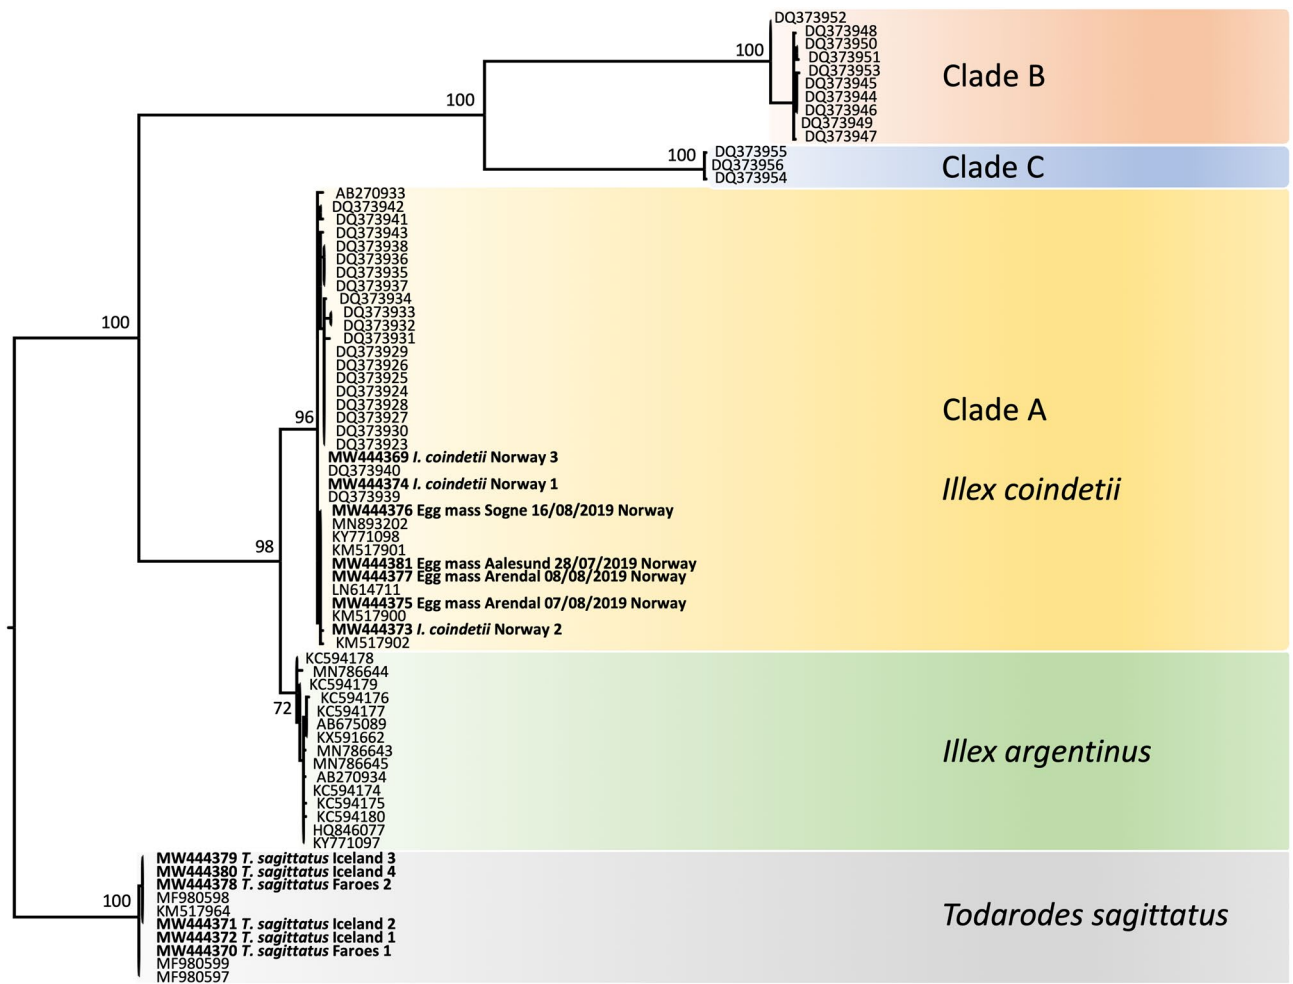 DQ373952
DQ373948
DQ373950
100
DQ373951
DQ373953
Clade B
DQ373945
DQ373944
100
DQ373946
DQ373949
DQ373947
DQ373955
100
DQ373956
Clade C
DQ373954
AB270933
DQ373942
DQ373941
DQ373943
DQ373938
DQ373936
DQ373935
DQ373937
DQ373934
DQ373933
100
DQ373932
DQ373931
DQ373929
DQ373926
DQ373925
DQ373924
DQ373928
Clade A
96
DQ373927
DQ373930
DQ373923
MW444369 I. coindetii Norway 3
DQ373940
MW444374 I. coindetii Norway 1
Illex coindetii
DQ373939
MW444376 Egg mass Sogne 16/08/2019 Norway
MN893202
KY771098
98
KM517901
MW444381 Egg mass Aalesund 28/07/2019 Norway
MW444377 Egg mass Arendal 08/08/2019 Norway
LN614711
MW444375 Egg mass Arendal 07/08/2019 Norway
KM517900
MW444373 I. coindetii Norway 2
KM517902
KC594178
MN786644
KC594179
KC594176
72
KC594177
AB675089
KX591662
MN786643
Illex argentinus
MN786645
AB270934
KC594174
KC594175
KC594180
HQ846077
KY771097
MW444379 T. sagittatus Iceland 3
MW444380 T. sagittatus Iceland 4
MW444378 T. sagittatus Faroes 2
MF980598
100
KM517964
Todarodes sagittatus
MW444371 T. sagittatus Iceland 2
MW444372 T. sagittatus Iceland 1
MW444370 T. sagittatus Faroes 1
MF980599
MF980597